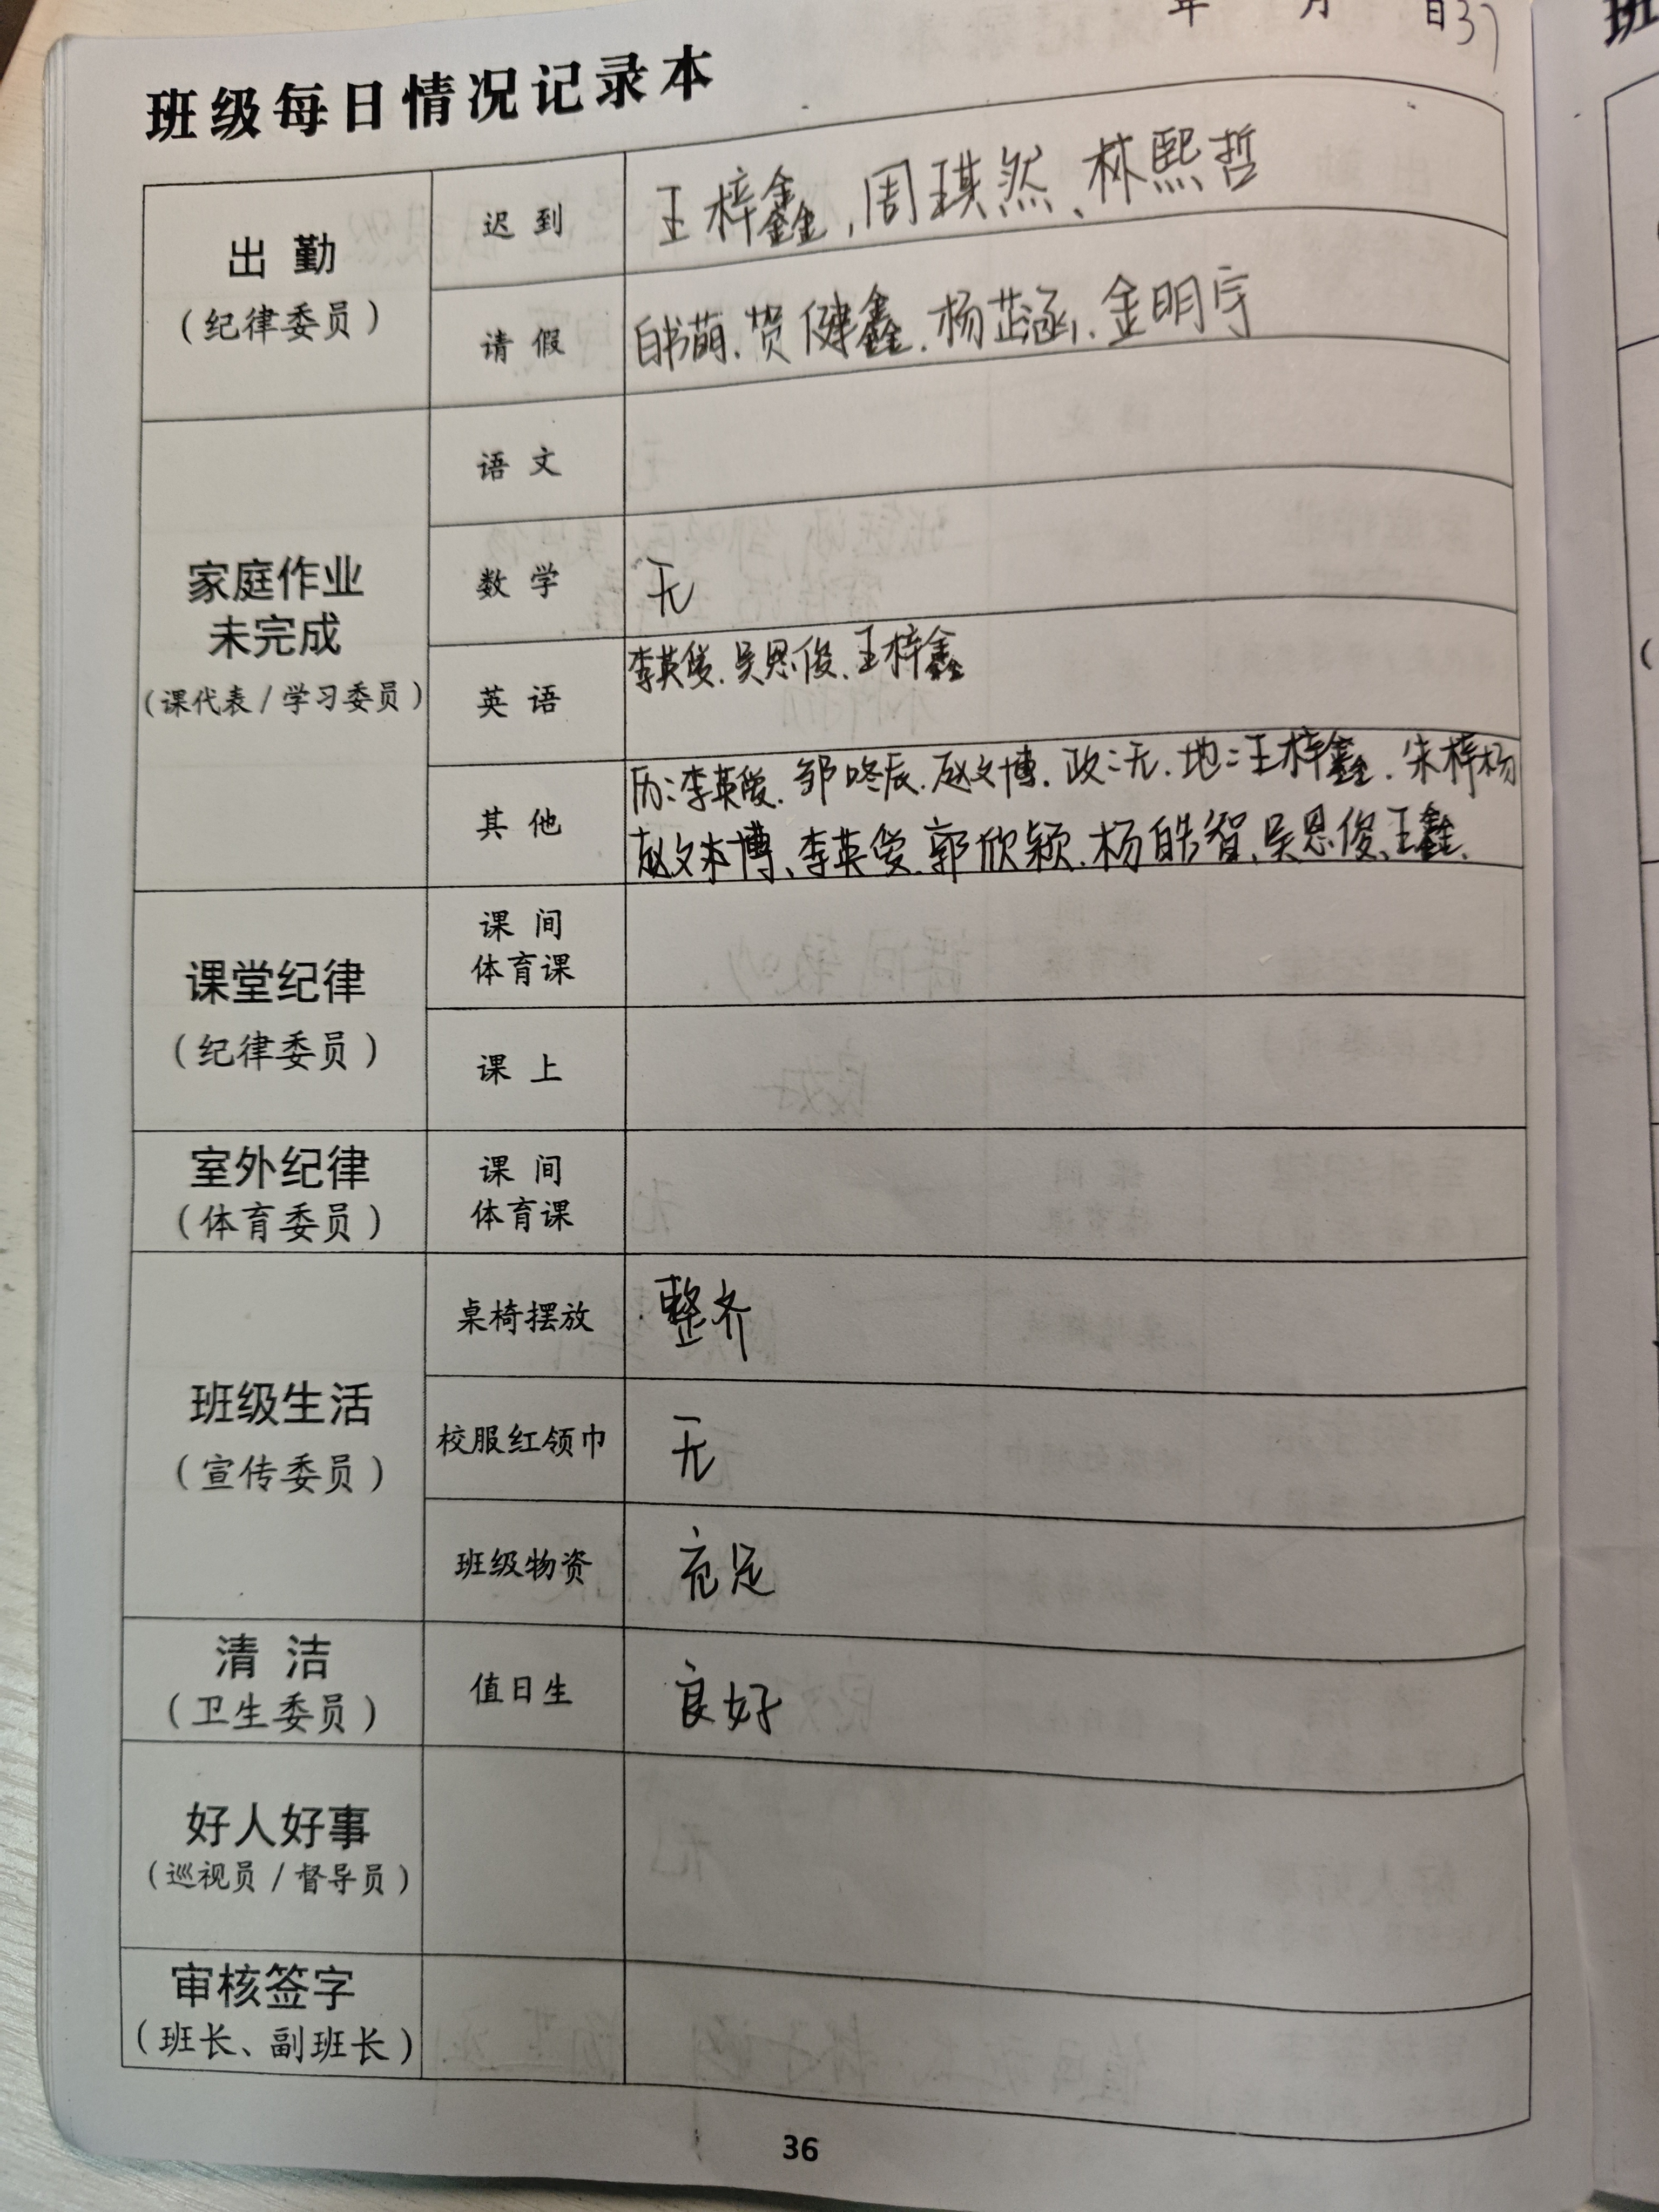 年 月 日37
班级每日情况记录本
出勤
(纪律委员)
迟到
王梓鑫,周琪然、林熙哲
请假
白书萌.贺健鑫.杨芷涵.金明宇
家庭作业
未完成
(课代表/学习委员)
语文
数学
无
英语
李英爱.吴恩俊.王梓鑫
其他
历:李英爱.邹咚辰.赵文博.政:无.地:王梓鑫.朱梓杨
赵文博、李英爱.郭欣颖.杨皓智、吴恩俊、王鑫.
课堂纪律
(纪律委员)
课间
体育课
课上
室外纪律
(体育委员)
课间
体育课
班级生活
(宣传委员)
桌椅摆放
整齐
校服红领巾
无
班级物资
充足
清洁
(卫生委员)
值日生
良好
好人好事
(巡视员/督导员)
审核签字
(班长、副班长)
36
班